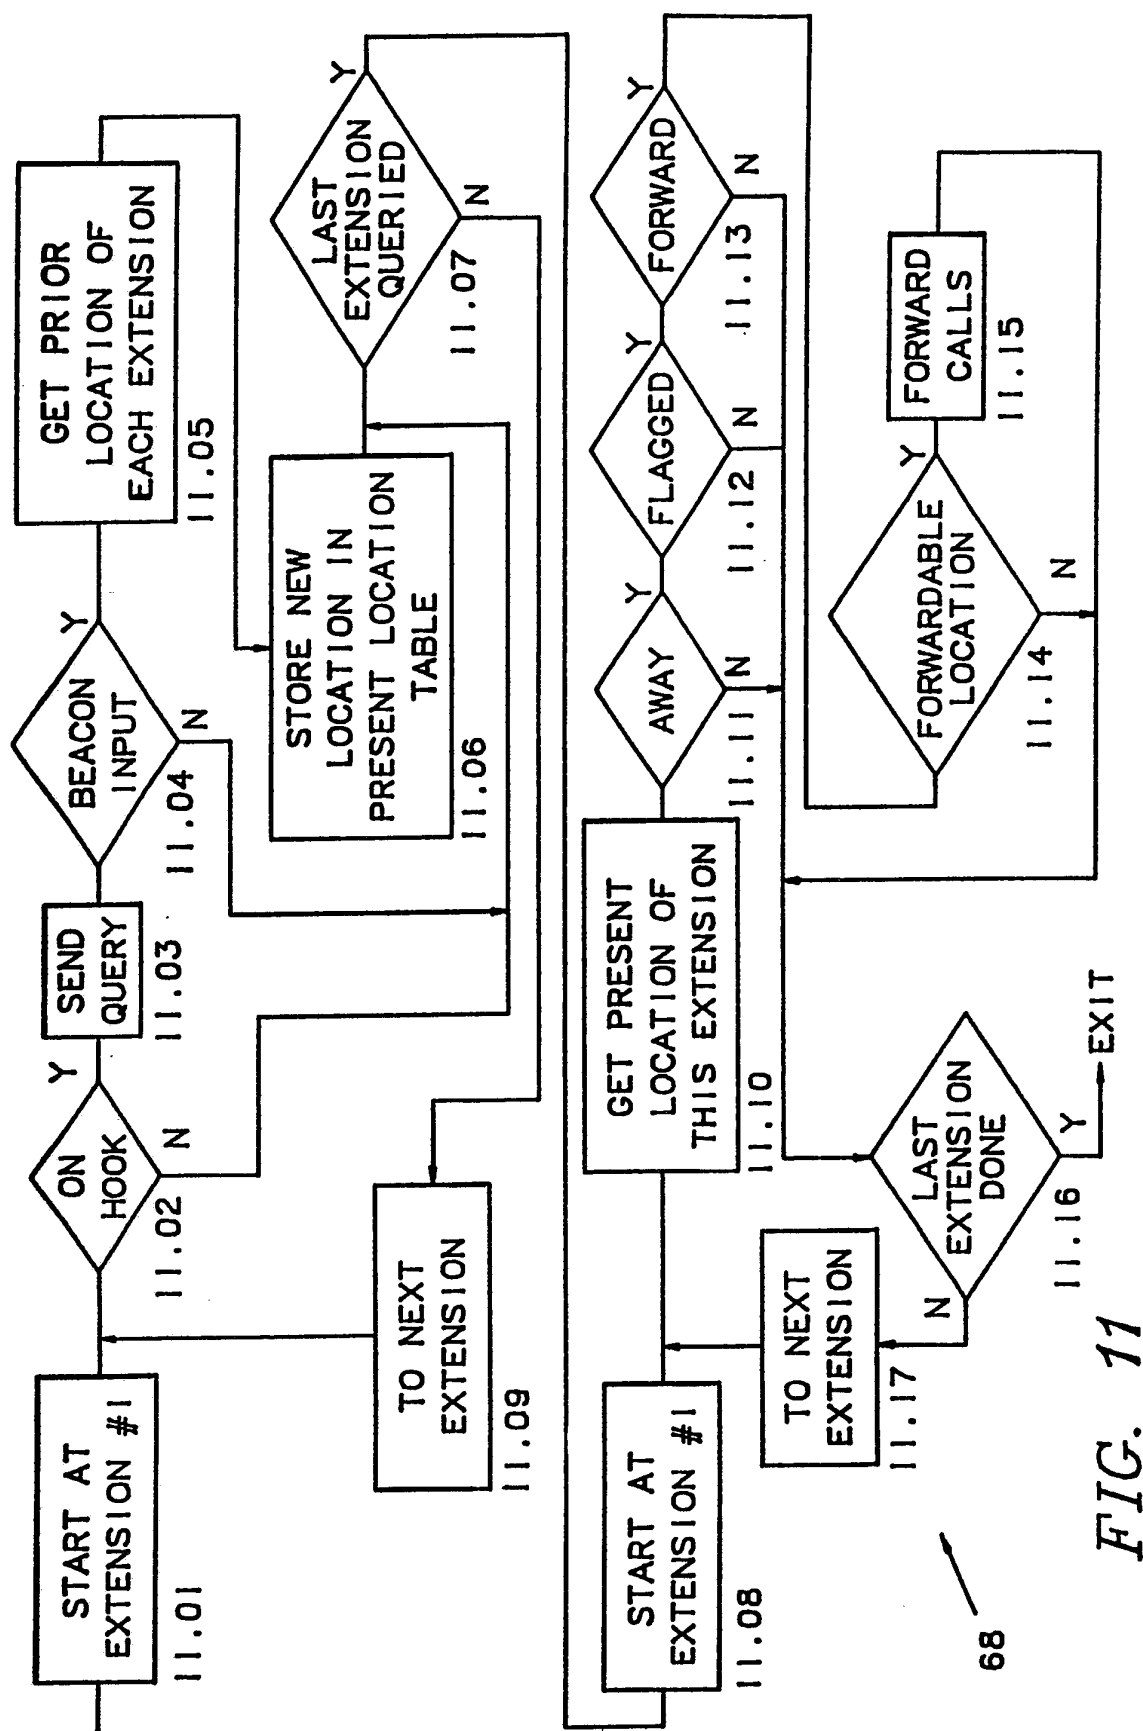 START AT
EXTENSION #1
11.01
ON
HOOK
Y
N
11.02
SEND
QUERY
11.03
BEACON
INPUT
Y
N
11.04
GET PRIOR
LOCATION OF
EACH EXTENSION
11.05
STORE NEW
LOCATION IN
PRESENT LOCATION
TABLE
11.06
LAST
EXTENSION
QUERIED
Y
N
11.07
TO NEXT
EXTENSION
11.09
START AT
EXTENSION #1
11.08
GET PRESENT
LOCATION OF
THIS EXTENSION
11.10
AWAY
Y
N
11.11
FLAGGED
Y
N
11.12
FORWARD
Y
N
11.13
FORWARDABLE
LOCATION
Y
N
11.14
FORWARD
CALLS
11.15
LAST
EXTENSION
DONE
N
Y
EXIT
11.16
TO NEXT
EXTENSION
11.17
68
FIG. 11